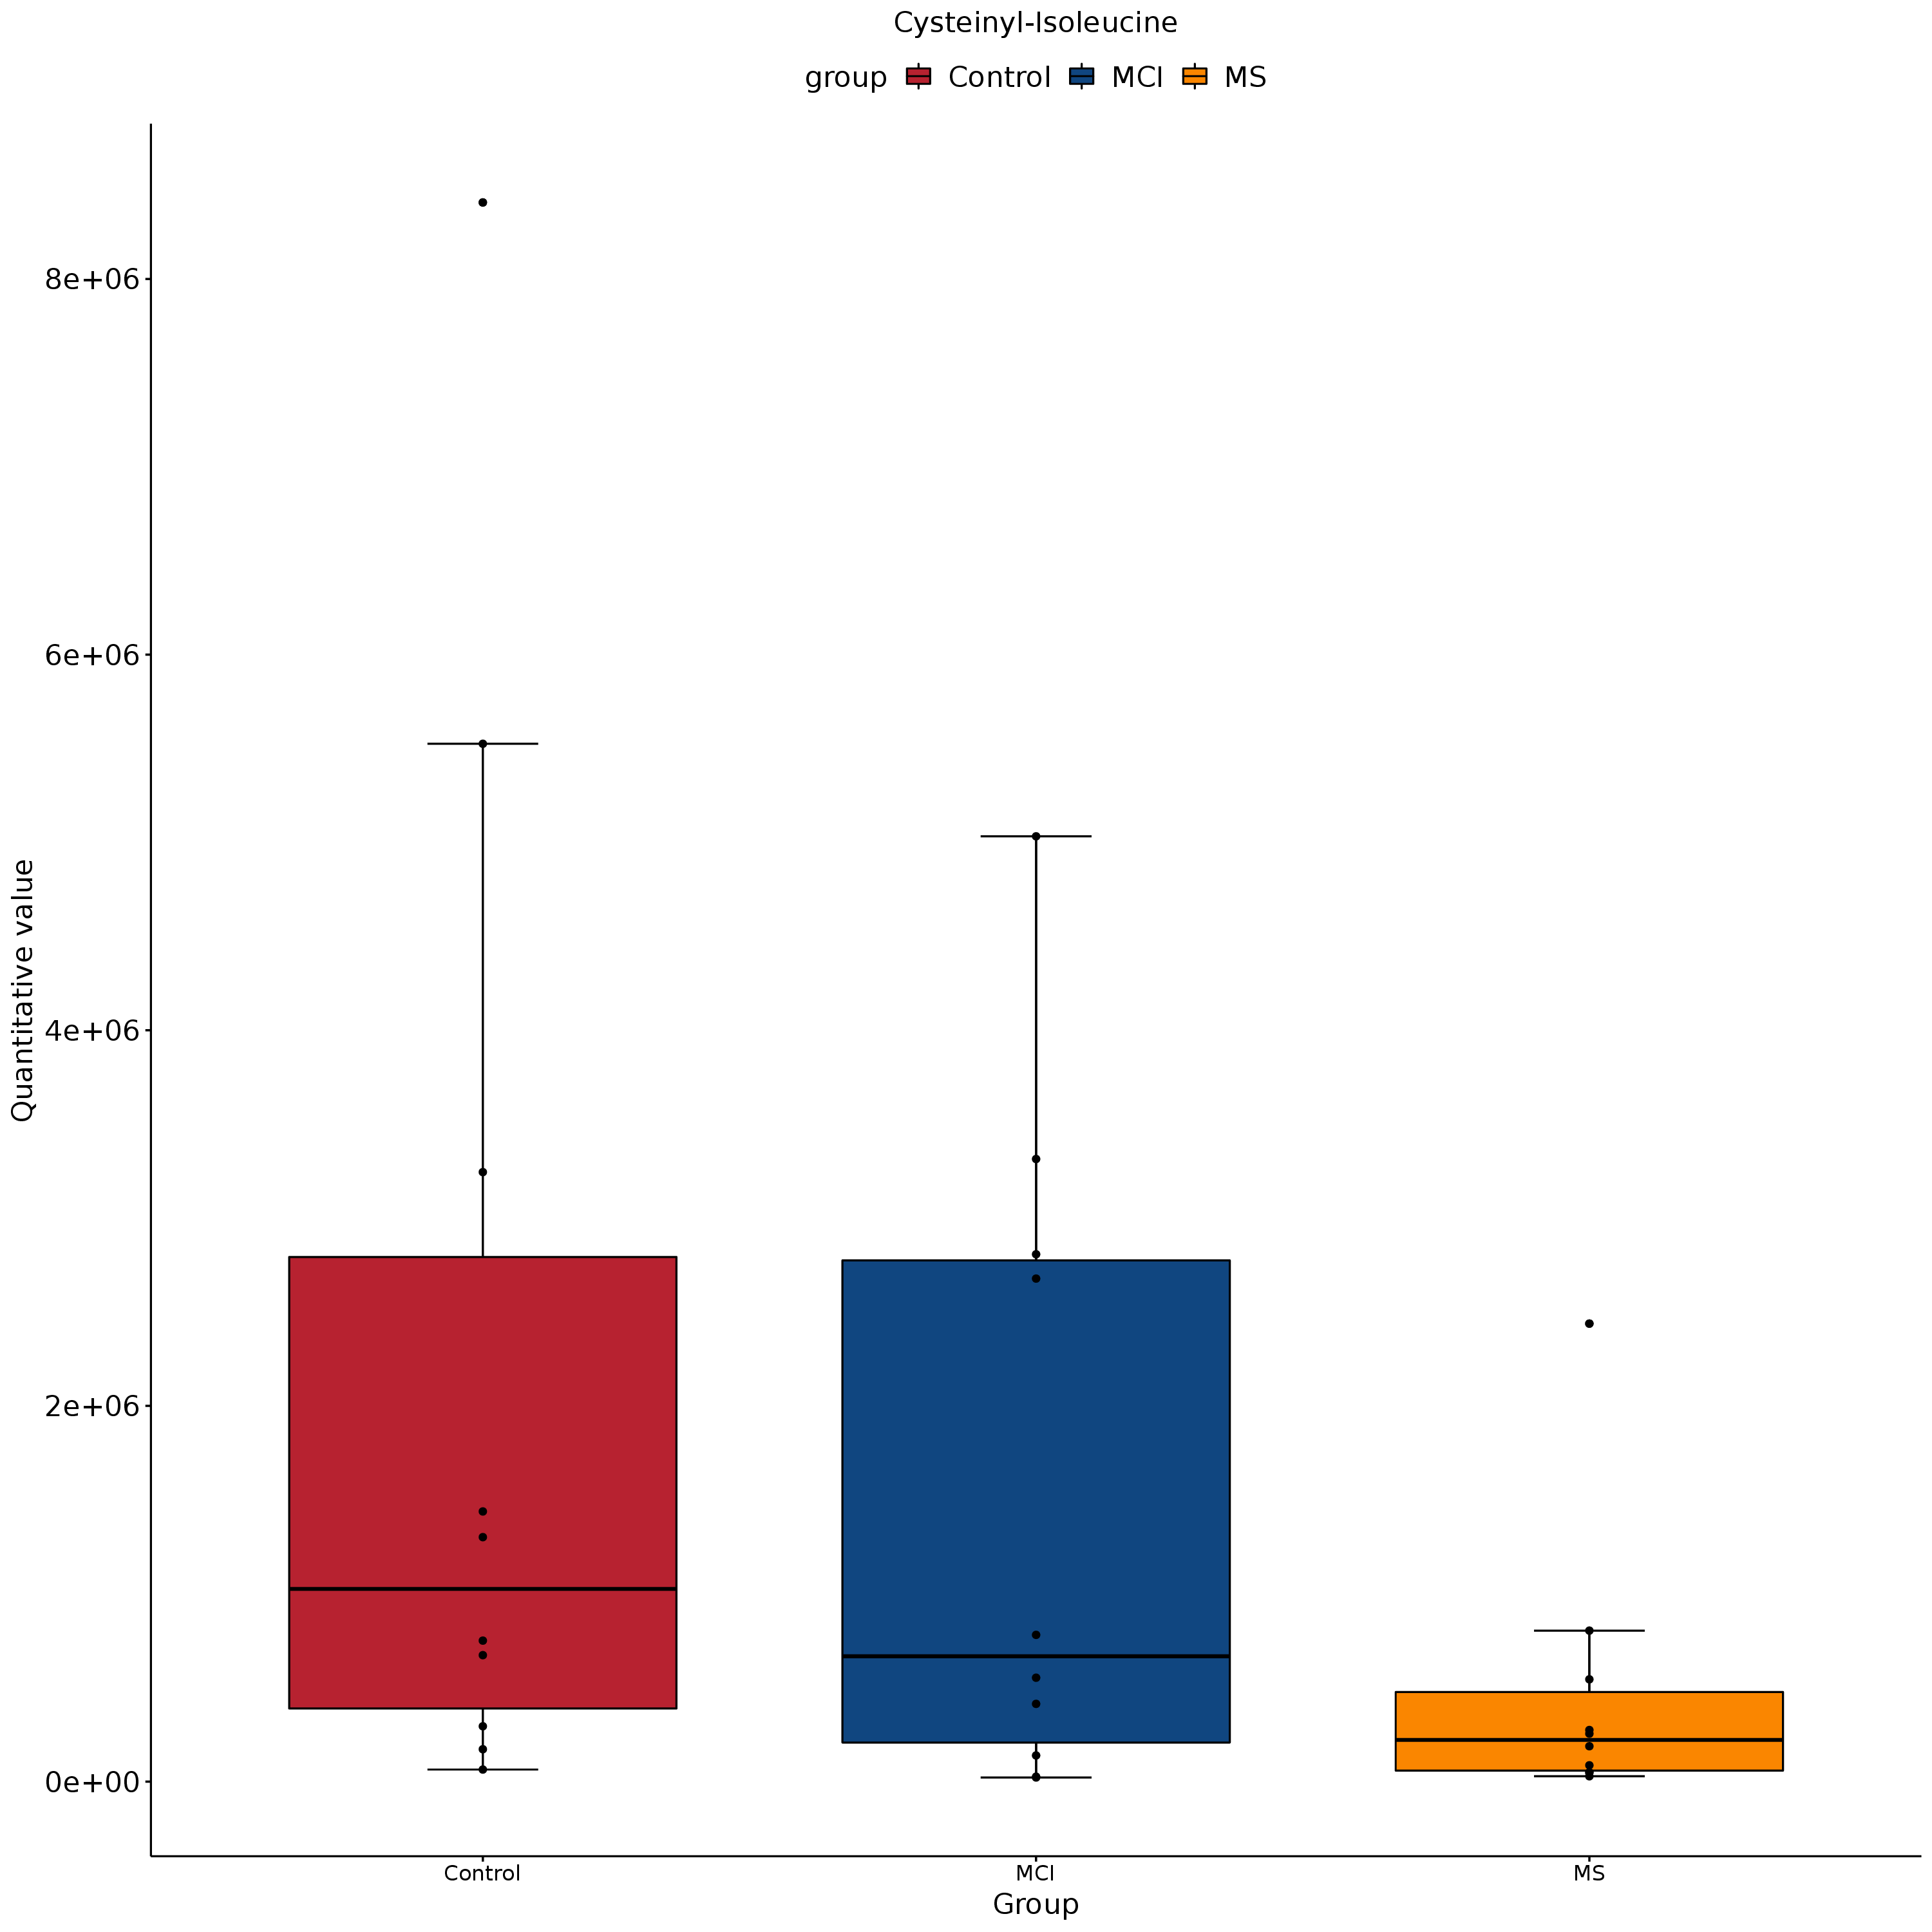 Cysteinyl-Isoleucine
group Control MCI MS
8e+06
6e+06
4e+06
2e+06
0e+00
Quantitative value
Control MCI MS
Group